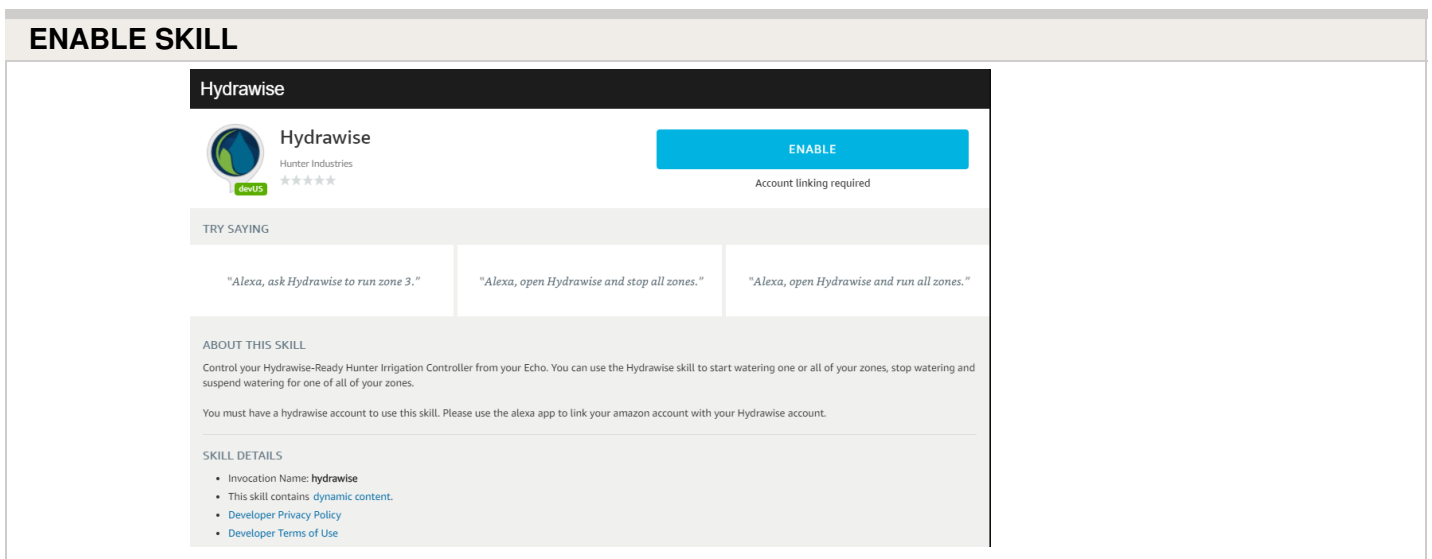 ENABLE SKILL
Hydrawise
Hydrawise
Hunter Industries
devUS
ENABLE
Account linking required
TRY SAYING
"Alexa, ask Hydrawise to run zone 3."
"Alexa, open Hydrawise and stop all zones."
"Alexa, open Hydrawise and run all zones."
ABOUT THIS SKILL
Control your Hydrawise-Ready Hunter Irrigation Controller from your Echo. You can use the Hydrawise skill to start watering one or all of your zones, stop watering and
suspend watering for one of all of your zones.
You must have a hydrawise account to use this skill. Please use the alexa app to link your amazon account with your Hydrawise account.
SKILL DETAILS
• Invocation Name: hydrawise
• This skill contains dynamic content.
• Developer Privacy Policy
• Developer Terms of Use